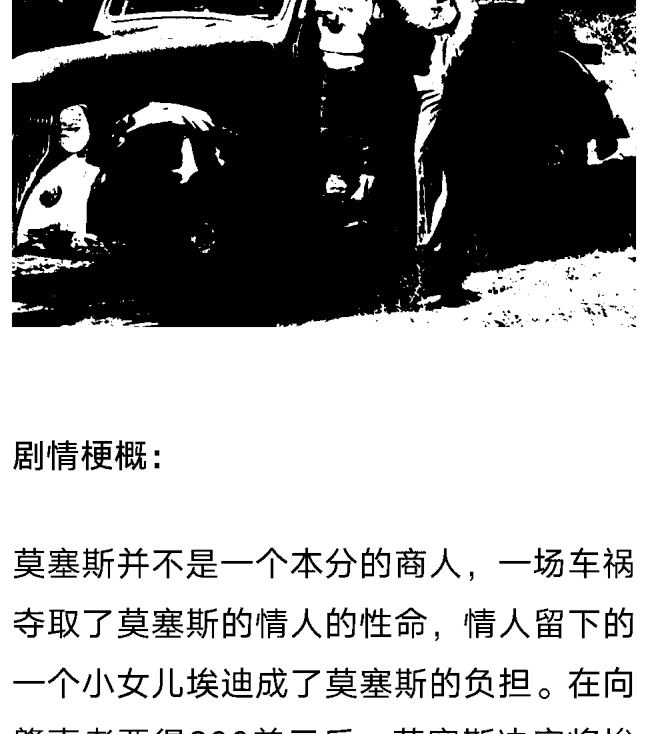 剧情梗概：
莫塞斯并不是一个本分的商人，一场车祸
夺取了莫塞斯的情人的性命，情人留下的
一个小女儿埃迪成了莫塞斯的负担。在向